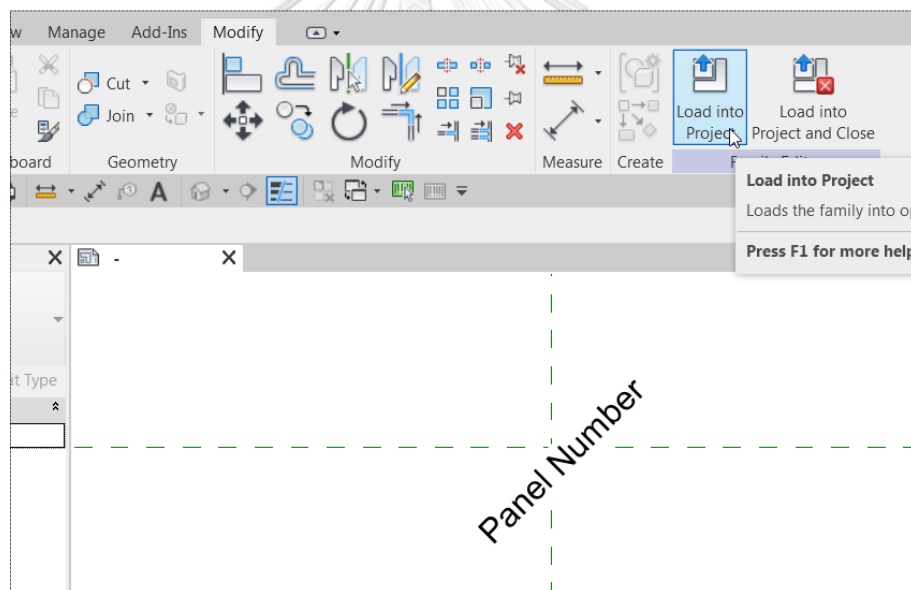 w Manage Add-Ins Modify
Cut
Join
Load into
Project
Load into
Project and Close
board Geometry Modify Measure Create
A
Load into Project
Loads the family into o
Press F1 for more help
-
it Type
Panel Number